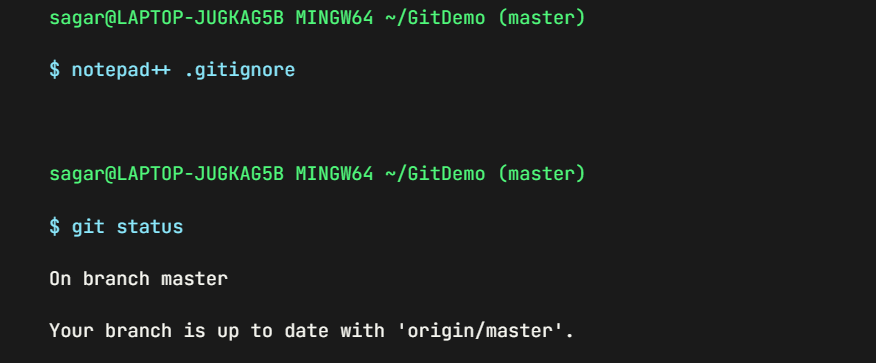 sagar@LAPTOP-JUGKAG5B MINGW64 ~/GitDemo (master)
$ notepad++ .gitignore
sagar@LAPTOP-JUGKAG5B MINGW64 ~/GitDemo (master)
$ git status
On branch master
Your branch is up to date with 'origin/master'.